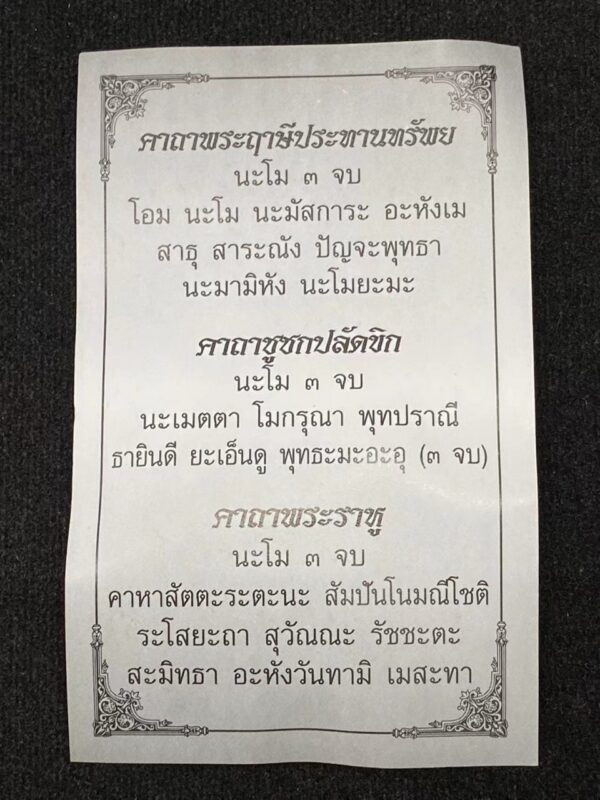 คาถาพระฤาษีประทานทรัพย
นะโม ๓ จบ
โอม นะโม นะมัสการะ อะหังเม
สาธุ สาระณัง ปัญจะพุทธา
นะมามิหัง นะโมยะมะ
คาถาชูชกปลัดขิก
นะโม ๓ จบ
นะเมตตา โมกรุณา พุทปราณี
ธายินดี ยะเอ็นดู พุทธะมะอะอุ (๓ จบ)
คาถาพระราหู
นะโม ๓ จบ
คาหาสัตตะระตะนะ สัมปันโนมณีโชติ
ระโสยะถา สุวัณณะ รัชชะตะ
สะมิทธา อะหังวันทามิ เมสะทา